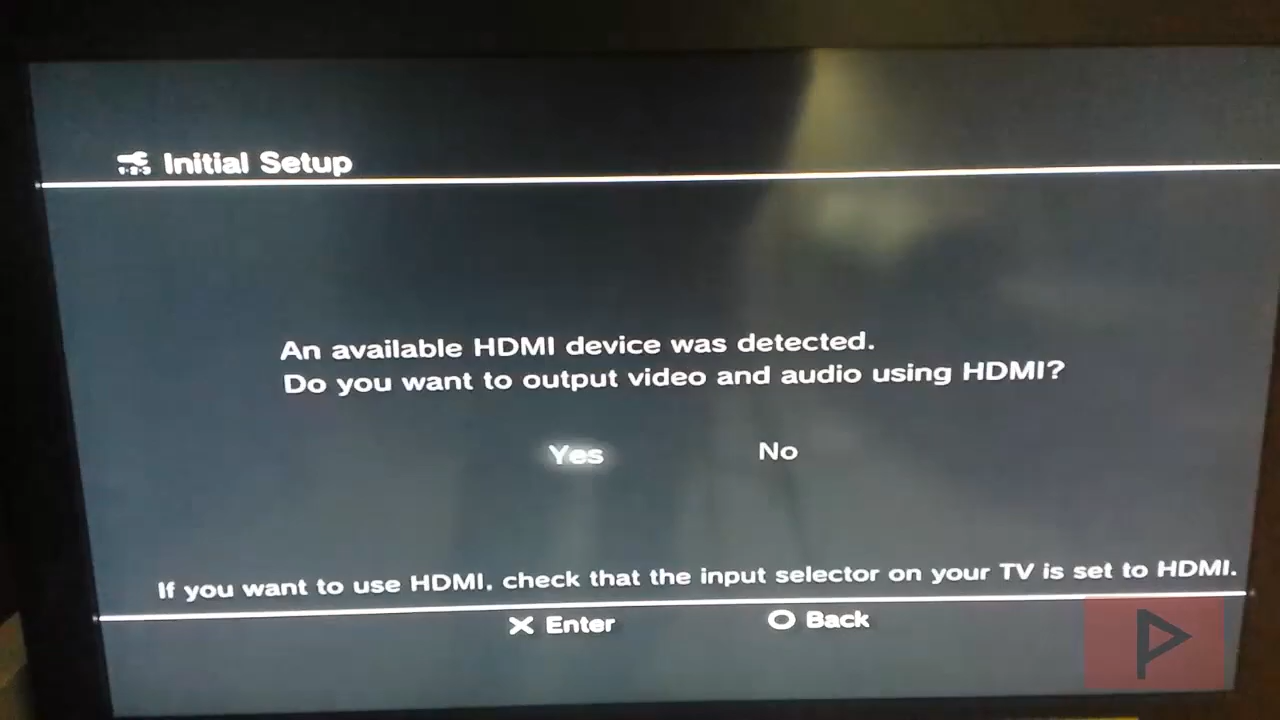 Initial Setup
An available HDMI device was detected.
Do you want to output video and audio using HDMI?
Yes No
If you want to use HDMI, check that the input selector on your TV is set to HDMI.
Enter Back